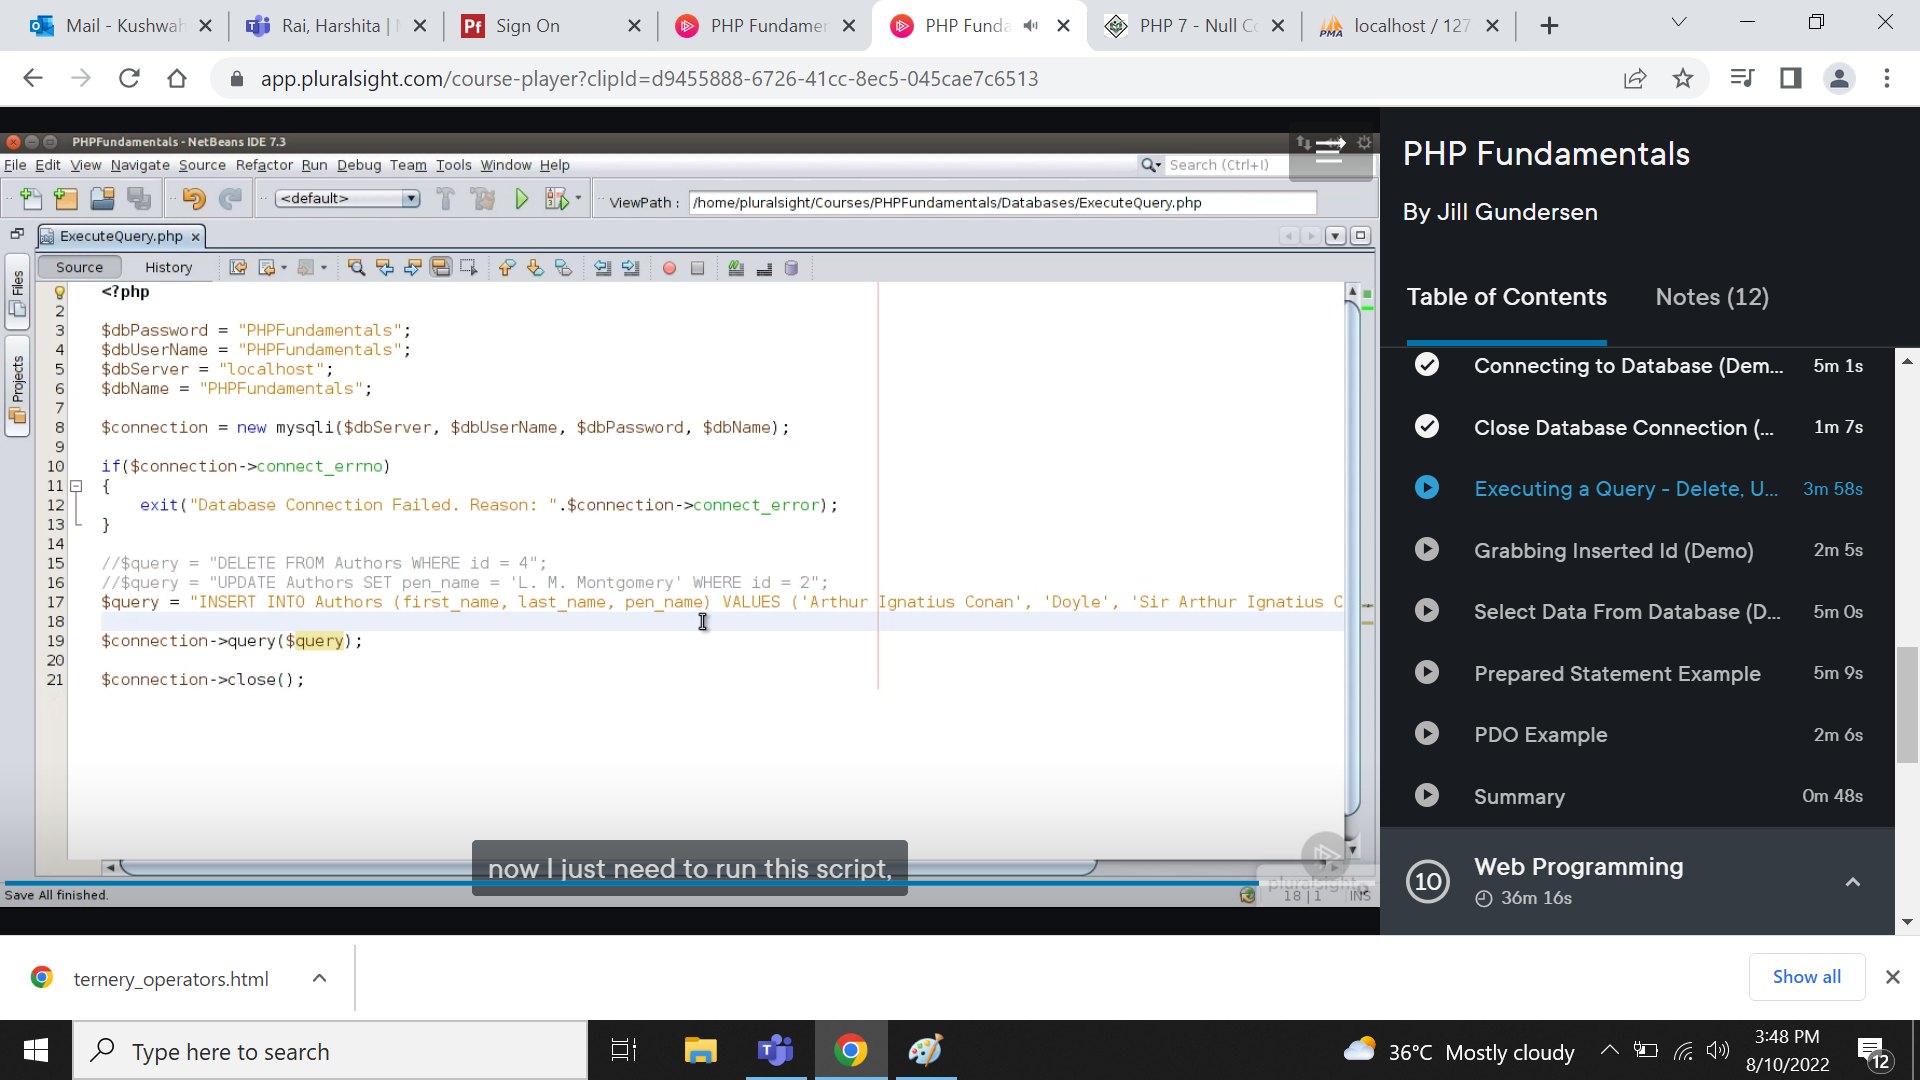 Mail - Kushwah
Rai, Harshita |
Sign On
PHP Fundamer
PHP Funda
PHP 7 - Null Co
localhost / 127
app.pluralsight.com/course-player?clipId=d9455888-6726-41cc-8ec5-045cae7c6513
PHPFundamentals - NetBeans IDE 7.3
File Edit View Navigate Source Refactor Run Debug Team Tools Window Help
Search (Ctrl+I)
<default>
ViewPath :
/home/pluralsight/Courses/PHPFundamentals/Databases/ExecuteQuery.php
ExecuteQuery.php
Files
Projects
Source History
<?php
2
3 $dbPassword = "PHPFundamentals";
4 $dbUserName = "PHPFundamentals";
5 $dbServer = "localhost";
6 $dbName = "PHPFundamentals";
7
8 $connection = new mysqli($dbServer, $dbUserName, $dbPassword, $dbName);
9
10 if($connection->connect_errno)
11 {
12 exit("Database Connection Failed. Reason: ".$connection->connect_error);
13 }
14
15 //$query = "DELETE FROM Authors WHERE id = 4";
16 //$query = "UPDATE Authors SET pen_name = 'L. M. Montgomery' WHERE id = 2";
17 $query = "INSERT INTO Authors (first_name, last_name, pen_name) VALUES ('Arthur Ignatius Conan', 'Doyle', 'Sir Arthur Ignatius C
18
19 $connection->query($query);
20
21 $connection->close();
now I just need to run this script,
pluralsight
Save All finished.
18 | 1 INS
PHP Fundamentals
By Jill Gundersen
Table of Contents
Notes (12)
Connecting to Database (Dem... 5m 1s
Close Database Connection (... 1m 7s
Executing a Query - Delete, U... 3m 58s
Grabbing Inserted Id (Demo) 2m 5s
Select Data From Database (D... 5m 0s
Prepared Statement Example 5m 9s
PDO Example 2m 6s
Summary 0m 48s
10 Web Programming
36m 16s
ternery_operators.html
Show all
Type here to search
36°C Mostly cloudy
3:48 PM
8/10/2022
12